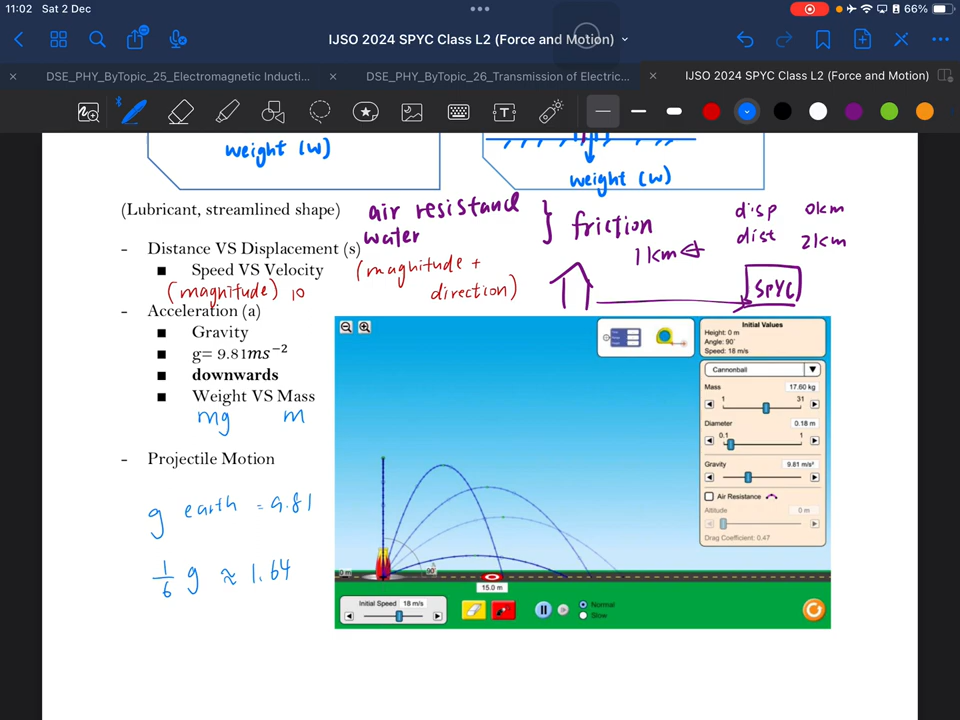 11:02 Sat 2 Dec
66%
IJSO 2024 SPYC Class L2 (Force and Motion)
DSE_PHY_ByTopic_25_Electromagnetic Inducti...
DSE_PHY_ByTopic_26_Transmission of Electric...
IJSO 2024 SPYC Class L2 (Force and Motion)
weight (W)
weight (W)
(Lubricant, streamlined shape)
air resistance
water
} friction
disp 0km
dist 2km
- Distance VS Displacement (s)
■ Speed VS Velocity
(magnitude) 10
(magnitude +
direction)
1km
SPYC
- Acceleration (a)
■ Gravity
■ g= 9.81ms⁻²
■ downwards
■ Weight VS Mass
mg m
- Projectile Motion
g earth = 9.81
1/6 g ≈ 1.64
Initial Values
Height: 0 m
Angle: 90°
Speed: 18 m/s
Cannonball
Mass 17.60 kg
1 31
Diameter 0.18 m
0.1 1
Gravity 9.81 m/s²
Air Resistance
Altitude 0 m
Drag Coefficient: 0.47
0 m
90°
15.0 m
Initial Speed 18 m/s
Normal
Slow